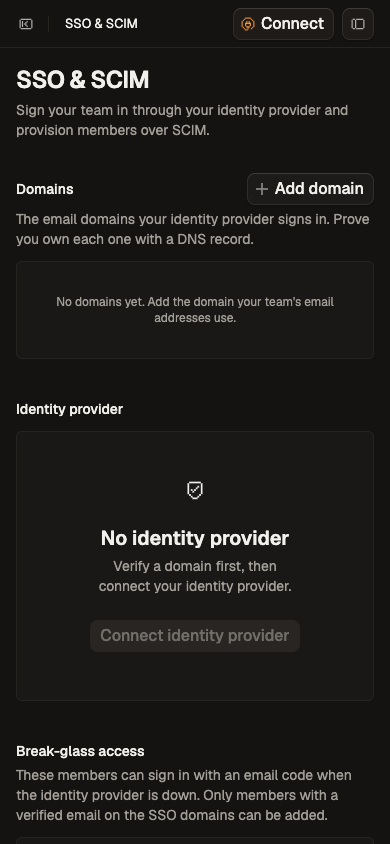 SSO & SCIM
Connect
SSO & SCIM
Sign your team in through your identity provider and
provision members over SCIM.
Domains
Add domain
The email domains your identity provider signs in. Prove
you own each one with a DNS record.
No domains yet. Add the domain your team's email
addresses use.
Identity provider
No identity provider
Verify a domain first, then
connect your identity provider.
Connect identity provider
Break-glass access
These members can sign in with an email code when
the identity provider is down. Only members with a
verified email on the SSO domains can be added.